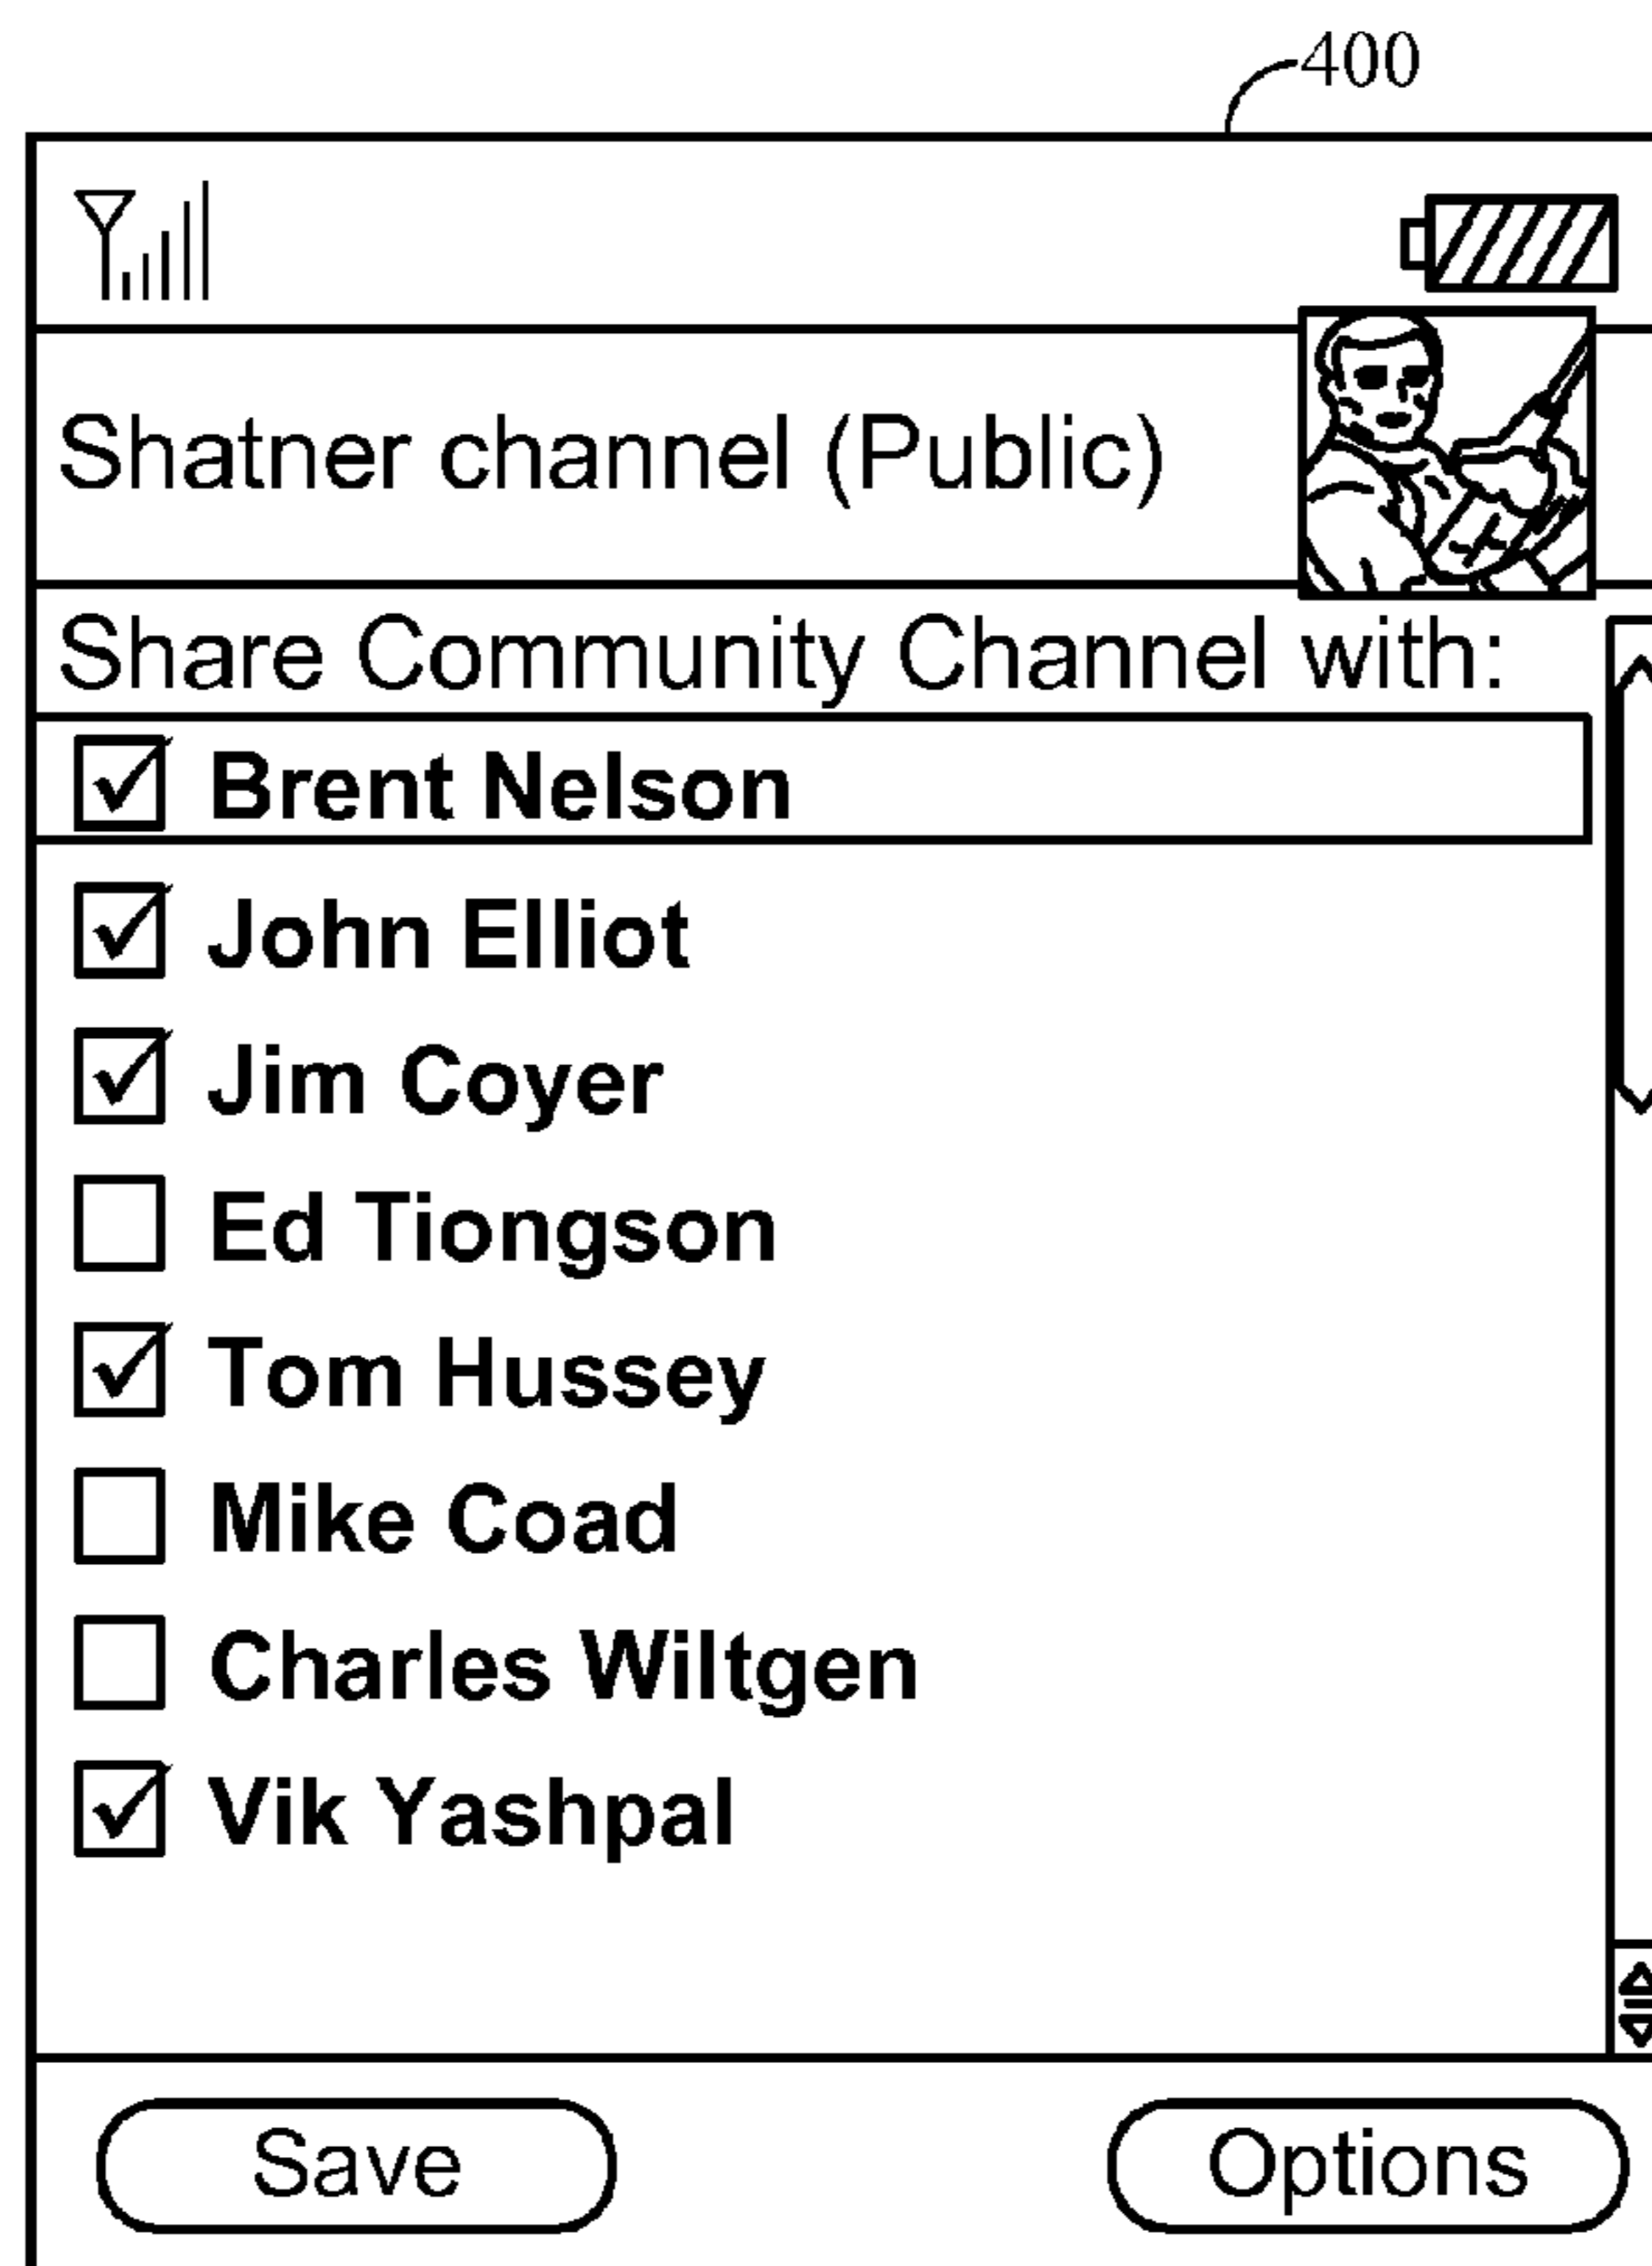 400
Shatner channel (Public)
Share Community Channel with:
Brent Nelson
John Elliot
Jim Coyer
Ed Tiongson
Tom Hussey
Mike Coad
Charles Wiltgen
Vik Yashpal
Save
Options